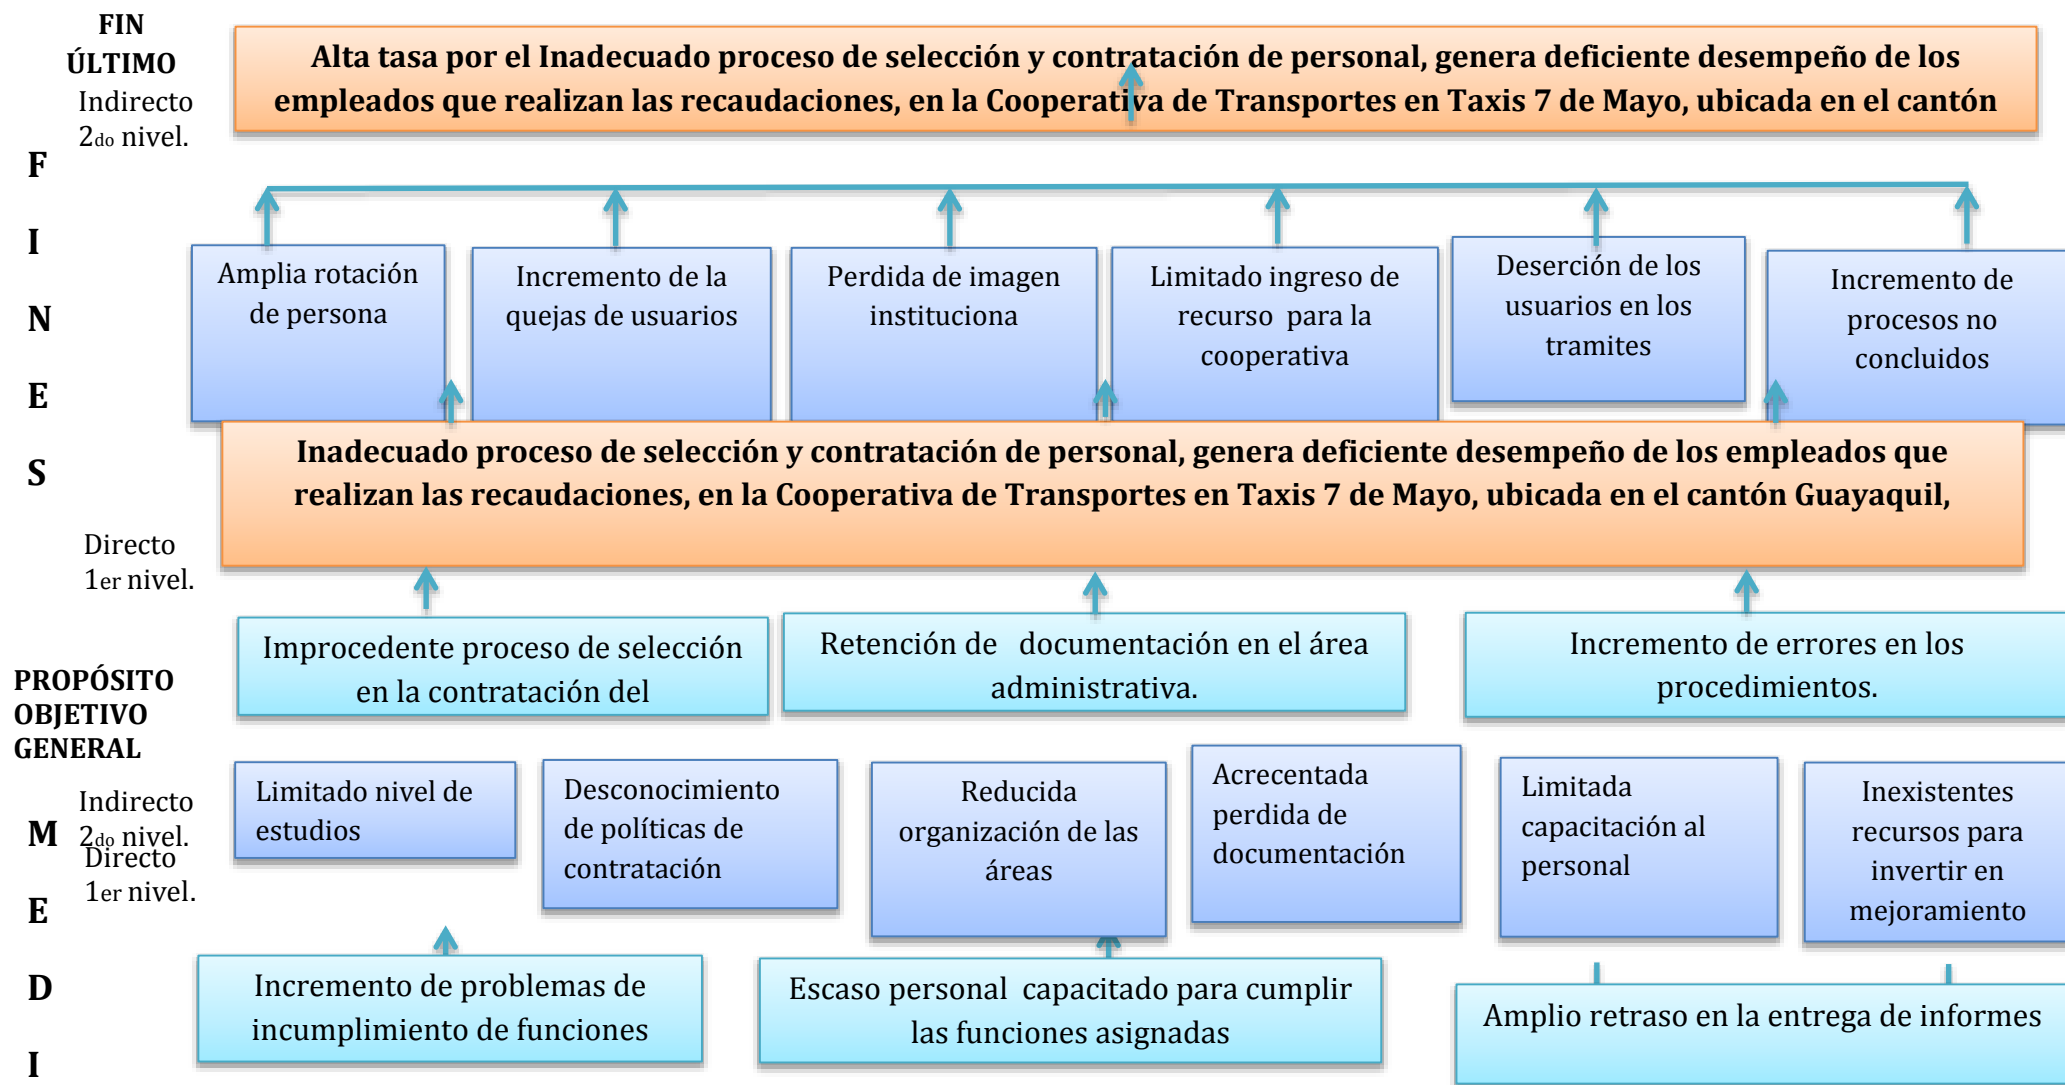 FIN
ÚLTIMO
Indirecto
2do nivel.
Alta tasa por el Inadecuado proceso de selección y contratación de personal, genera deficiente desempeño de los
empleados que realizan las recaudaciones, en la Cooperativa de Transportes en Taxis 7 de Mayo, ubicada en el cantón
F
I
N
E
S
Amplia rotación
de persona
Incremento de la
quejas de usuarios
Perdida de imagen
instituciona
Limitado ingreso de
recurso para la
cooperativa
Deserción de los
usuarios en los
tramites
Incremento de
procesos no
concluidos
Inadecuado proceso de selección y contratación de personal, genera deficiente desempeño de los empleados que
realizan las recaudaciones, en la Cooperativa de Transportes en Taxis 7 de Mayo, ubicada en el cantón Guayaquil,
Directo
1er nivel.
Improcedente proceso de selección
en la contratación del
Retención de documentación en el área
administrativa.
Incremento de errores en los
procedimientos.
PROPÓSITO
OBJETIVO
GENERAL
Indirecto
2do nivel.
Directo
1er nivel.
M
E
D
I
Limitado nivel de
estudios
Desconocimiento
de políticas de
contratación
Reducida
organización de las
áreas
Acrecentada
perdida de
documentación
Limitada
capacitación al
personal
Inexistentes
recursos para
invertir en
mejoramiento
Incremento de problemas de
incumplimiento de funciones
Escaso personal capacitado para cumplir
las funciones asignadas
Amplio retraso en la entrega de informes